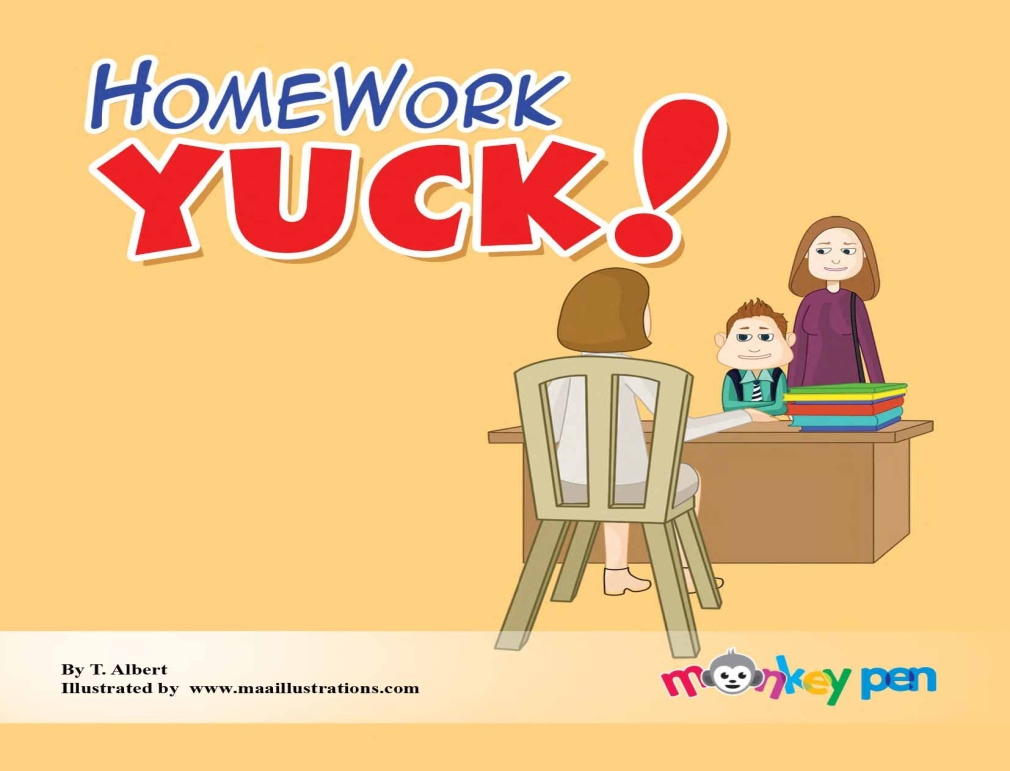 HOMEWORK
YUCK!
By T. Albert
Illustrated by www.maaillustrations.com
monkey pen